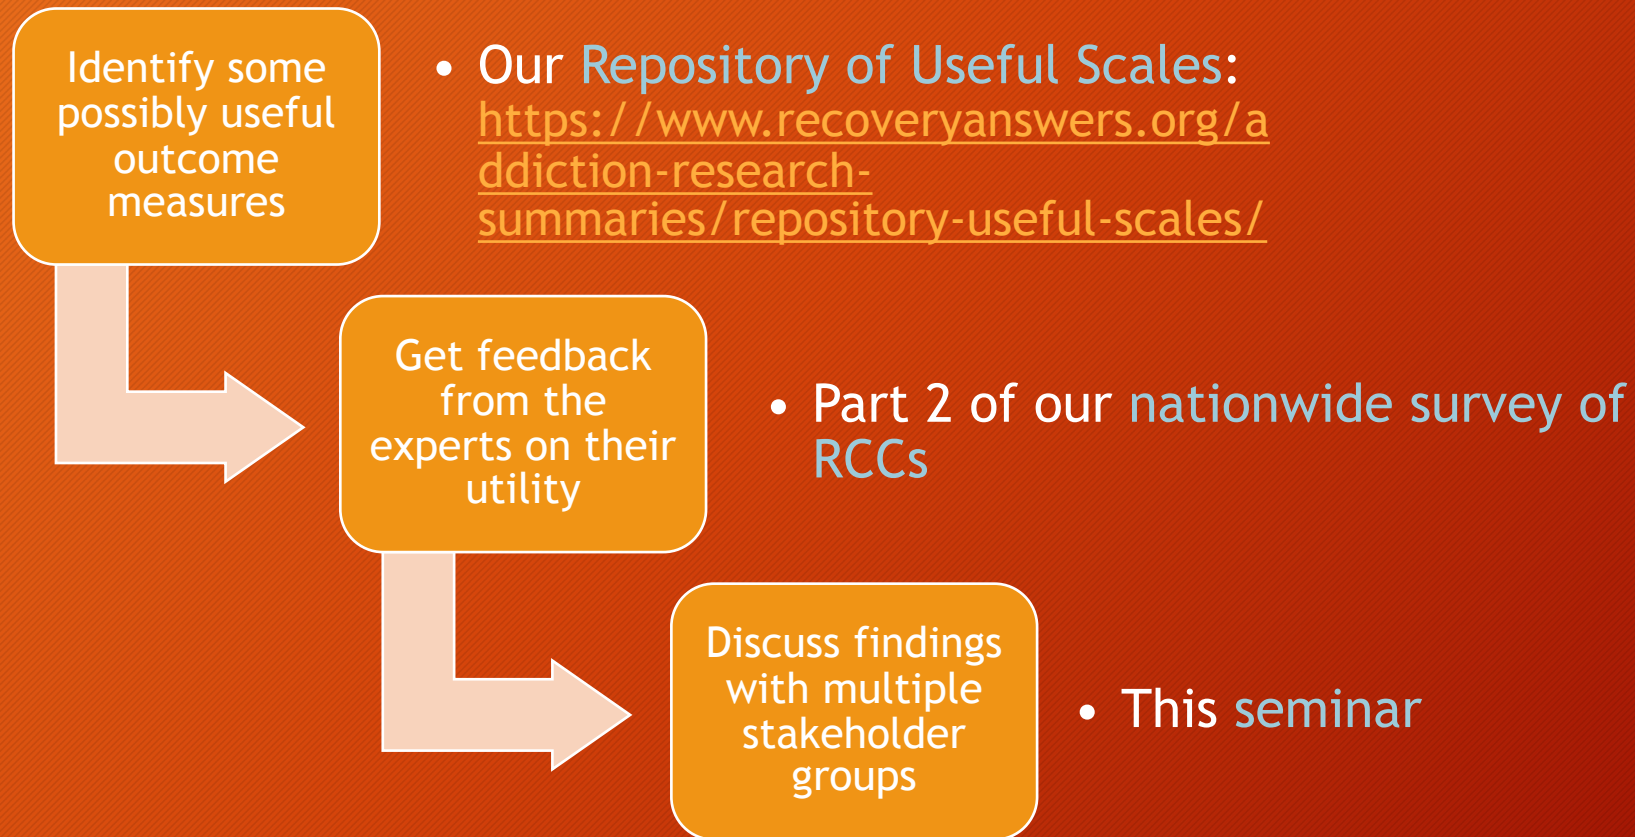 Identify some
possibly useful
outcome
measures
• Our Repository of Useful Scales:
https://www.recoveryanswers.org/a
ddiction-research-
summaries/repository-useful-scales/
Get feedback
from the
experts on their
utility
• Part 2 of our nationwide survey of
RCCs
Discuss findings
with multiple
stakeholder
groups
• This seminar